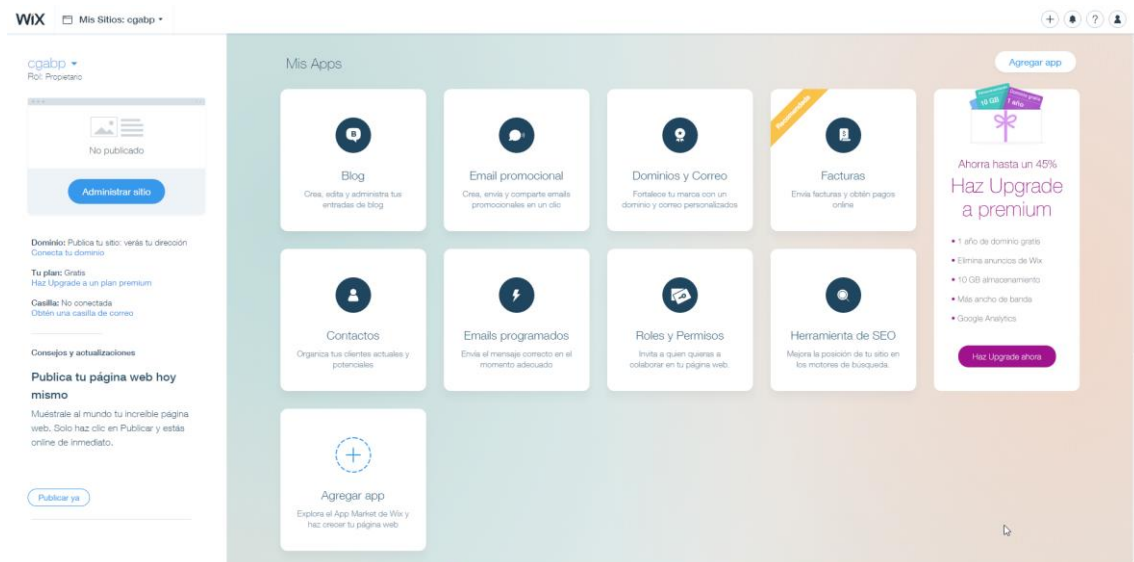 WiX
Mis Sitios: cgabp
?
cgabp
Rol: Propietario
No publicado
Administrar sitio
Dominio: Publica tu sitio: verás tu dirección
Conecta tu dominio
Tu plan: Gratis
Haz Upgrade a un plan premium
Casilla: No conectada
Obtén una casilla de correo
Consejos y actualizaciones
Publica tu página web hoy
mismo
Muéstrale al mundo tu increíble página
web. Solo haz clic en Publicar y estás
online de inmediato.
Publicar ya
Mis Apps
Agregar app
Blog
Crea, edita y administra tus
entradas de blog
Email promocional
Crea, envía y comparte emails
promocionales en un clic
Dominios y Correo
Fortalece tu marca con un
dominio y correo personalizados
Recomendado
Facturas
Envía facturas y obtén pagos
online
Contactos
Organiza tus clientes actuales y
potenciales
Emails programados
Envía el mensaje correcto en el
momento adecuado
Roles y Permisos
Invita a quien quieras a
colaborar en tu página web.
Herramienta de SEO
Mejora la posición de tu sitio en
los motores de búsqueda.
Agregar app
Explora el App Market de Wix y
haz crecer tu página web
10 GB
1 año
Ahorra hasta un 45%
Haz Upgrade
a premium
• 1 año de dominio gratis
• Elimina anuncios de Wix
• 10 GB almacenamiento
• Más ancho de banda
• Google Analytics
Haz Upgrade ahora